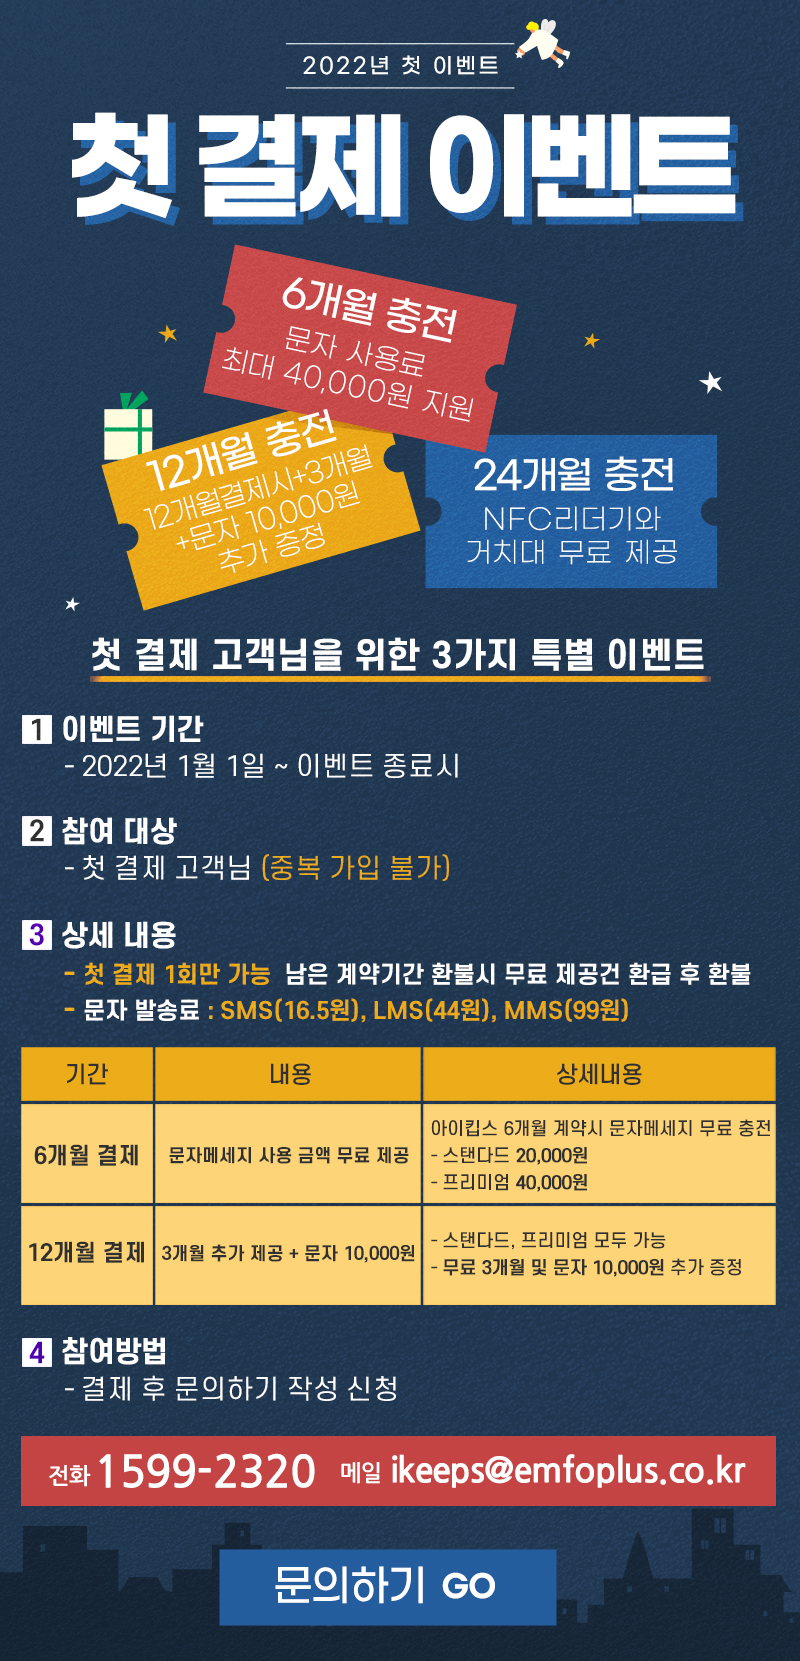 2022년 첫 이벤트
첫 결제 이벤트
6개월 충전
문자 사용료
최대 40,000원 지원
12개월 충전
12개월결제시+3개월
+문자 10,000원
추가 증정
24개월 충전
NFC리더기와
거치대 무료 제공
첫 결제 고객님을 위한 3가지 특별 이벤트
1 이벤트 기간
- 2022년 1월 1일 ~ 이벤트 종료시
2 참여 대상
- 첫 결제 고객님 (중복 가입 불가)
3 상세 내용
- 첫 결제 1회만 가능 남은 계약기간 환불시 무료 제공건 환급 후 환불
- 문자 발송료 : SMS(16.5원), LMS(44원), MMS(99원)
기간 내용 상세내용
6개월 결제 문자메세지 사용 금액 무료 제공
아이킵스 6개월 계약시 문자메세지 무료 충전
- 스탠다드 20,000원
- 프리미엄 40,000원
12개월 결제 3개월 추가 제공 + 문자 10,000원
- 스탠다드, 프리미엄 모두 가능
- 무료 3개월 및 문자 10,000원 추가 증정
4 참여방법
- 결제 후 문의하기 작성 신청
전화 1599-2320 메일 ikeeps@emfoplus.co.kr
문의하기 GO